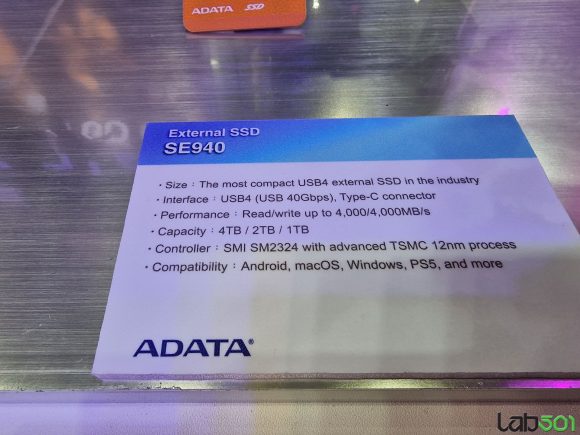 ADATA SSD
External SSD
SE940
· Size : The most compact USB4 external SSD in the industry
· Interface : USB4 (USB 40Gbps), Type-C connector
· Performance : Read/write up to 4,000/4,000MB/s
· Capacity : 4TB / 2TB / 1TB
· Controller : SMI SM2324 with advanced TSMC 12nm process
· Compatibility : Android, macOS, Windows, PS5, and more
ADATA®
lab501